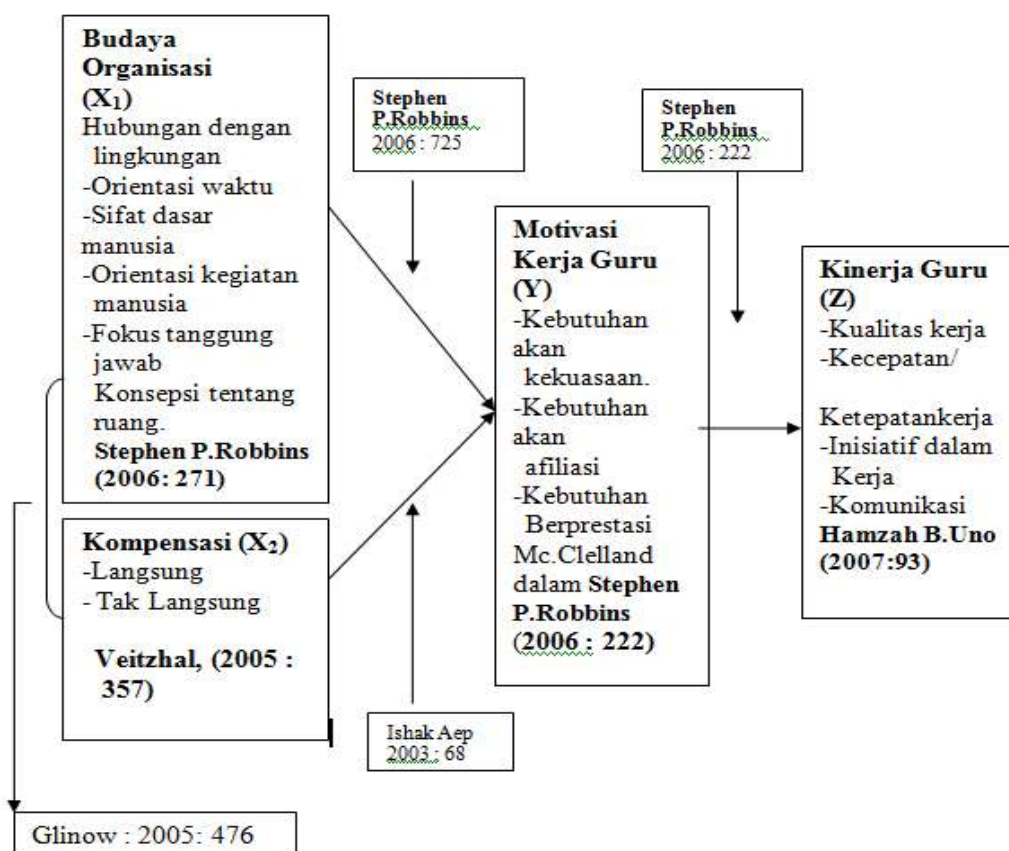 Budaya
Organisasi
(X₁)
Hubungan dengan
lingkungan
-Orientasi waktu
-Sifat dasar
manusia
-Orientasi kegiatan
manusia
-Fokus tanggung
jawab
Konsepsi tentang
ruang.
Stephen P.Robbins
(2006: 271)
Kompensasi (X₂)
-Langsung
- Tak Langsung
Veitzhal, (2005 :
357)
Glinow : 2005: 476
Stephen
P.Robbins
2006 : 725
Ishak Aep
2003 : 68
Motivasi
Kerja Guru
(Y)
-Kebutuhan
akan
kekuasaan.
-Kebutuhan
akan
afiliasi
-Kebutuhan
Berprestasi
Mc.Clelland
dalam Stephen
P.Robbins
(2006 : 222)
Stephen
P.Robbins
2006 : 222
Kinerja Guru
(Z)
-Kualitas kerja
-Kecepatan/
Ketepatankerja
-Inisiatif dalam
Kerja
-Komunikasi
Hamzah B.Uno
(2007:93)